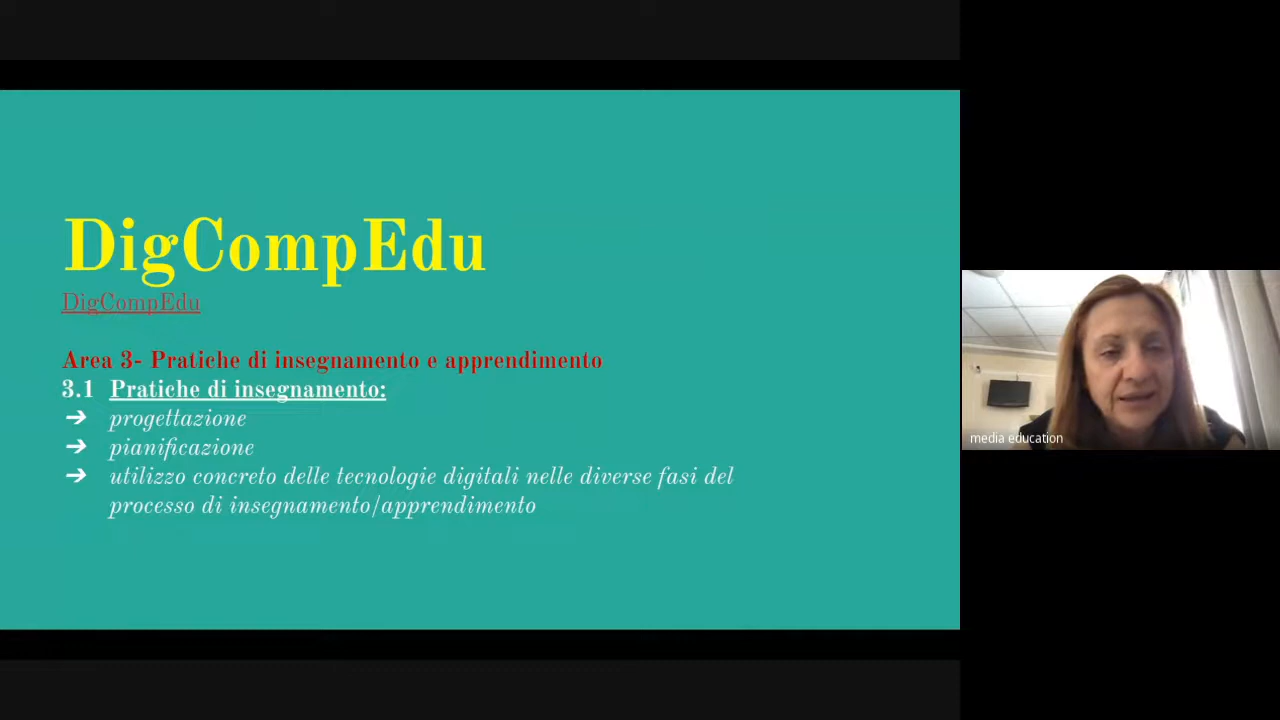 DigCompEdu
DigCompEdu
Area 3- Pratiche di insegnamento e apprendimento
3.1 Pratiche di insegnamento:
➔ progettazione
➔ pianificazione
➔ utilizzo concreto delle tecnologie digitali nelle diverse fasi del
processo di insegnamento/apprendimento
media education